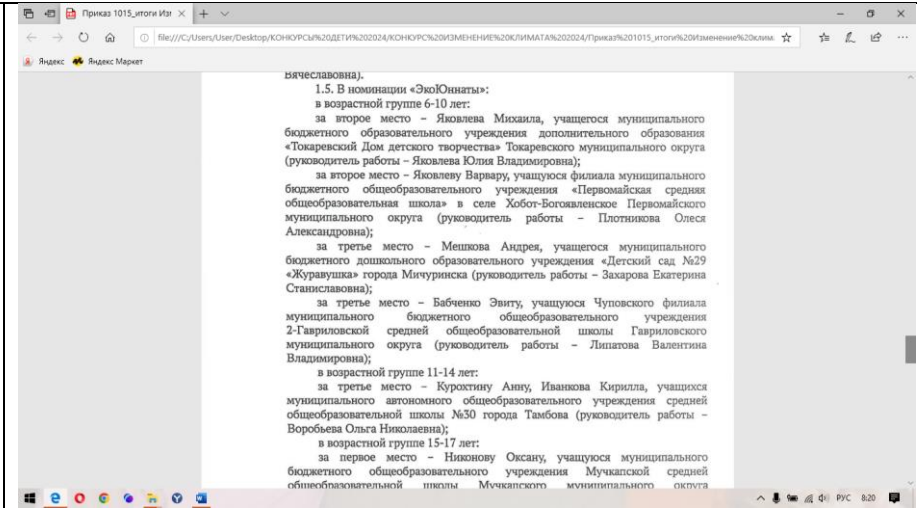 Приказ 1015_итоги Изг
file:///C:/Users/User/Desktop/КОНКУРСЫ%20ДЕТИ%202024/КОНКУРС%20ИЗМЕНЕНИЕ%20КЛИМАТА%202024/Приказ%201015_итоги%20Изменение%20клим.
Яндекс Яндекс Маркет
Вячеславовна).
1.5. В номинации «ЭкоЮннаты»:
в возрастной группе 6-10 лет:
за второе место – Яковлева Михаила, учащегося муниципального
бюджетного образовательного учреждения дополнительного образования
«Токаревский Дом детского творчества» Токаревского муниципального округа
(руководитель работы – Яковлева Юлия Владимировна);
за второе место – Яковлеву Варвару, учащуюся филиала муниципального
бюджетного общеобразовательного учреждения «Первомайская средняя
общеобразовательная школа» в селе Хобот-Богоявленское Первомайского
муниципального округа (руководитель работы – Плотникова Олеся
Александровна);
за третье место – Мешкова Андрея, учащегося муниципального
бюджетного дошкольного образовательного учреждения «Детский сад №29
«Журавушка» города Мичуринска (руководитель работы – Захарова Екатерина
Станиславовна);
за третье место – Бабченко Эвиту, учащуюся Чуповского филиала
муниципального бюджетного общеобразовательного учреждения
2-Гавриловской средней общеобразовательной школы Гавриловского
муниципального округа (руководитель работы – Липатова Валентина
Владимировна);
в возрастной группе 11-14 лет:
за третье место – Курохтину Анну, Иванкова Кирилла, учащихся
муниципального автономного общеобразовательного учреждения средней
общеобразовательной школы №30 города Тамбова (руководитель работы –
Воробьева Ольга Николаевна);
в возрастной группе 15-17 лет:
за первое место – Никонову Оксану, учащуюся муниципального
бюджетного общеобразовательного учреждения Мучкапской средней
общеобразовательной школы Мучкапского муниципального округа
РУС 8:20